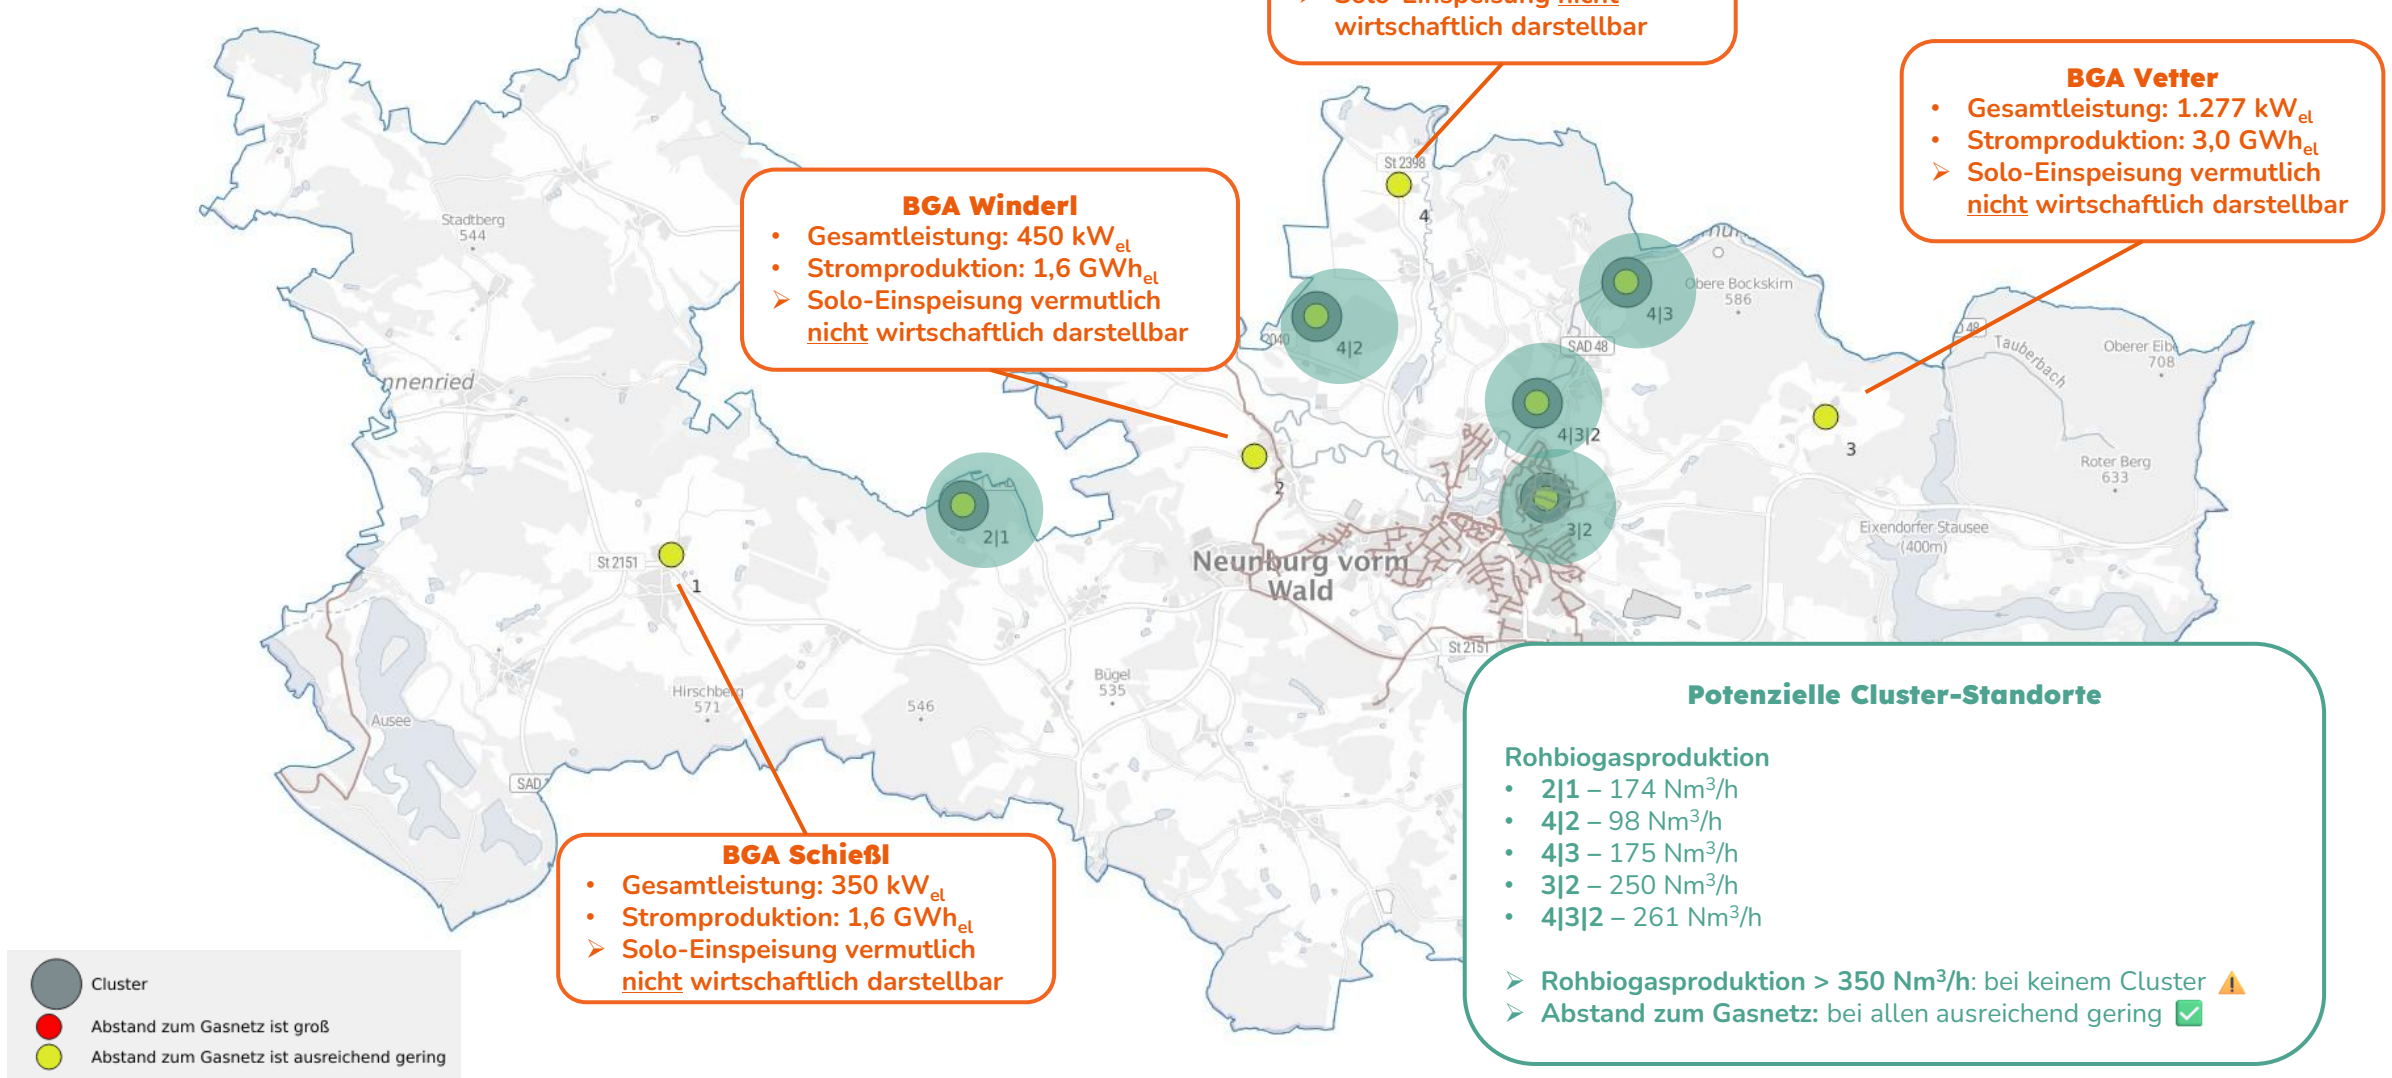 Solo-Einspeisung nicht
wirtschaftlich darstellbar
BGA Vetter
• Gesamtleistung: 1.277 kWel
• Stromproduktion: 3,0 GWhel
➢ Solo-Einspeisung vermutlich
nicht wirtschaftlich darstellbar
BGA Winderl
• Gesamtleistung: 450 kWel
• Stromproduktion: 1,6 GWhel
➢ Solo-Einspeisung vermutlich
nicht wirtschaftlich darstellbar
St 2398
4
Stadtberg
544
Obere Bockskirn
586
4|3
4|2
2040
SAD 48
D 48
Tauberbach
Oberer Eibe
708
nnenried
4|3|2
3
Roter Berg
633
2
2|1
3|2
Eixendorfer Stausee
(400m)
St 2151
1
Neunburg vorm
Wald
St 2151
Hirschberg
571
546
Bügel
535
Ausee
SAD
Potenzielle Cluster-Standorte
Rohbiogasproduktion
• 2|1 – 174 Nm³/h
• 4|2 – 98 Nm³/h
• 4|3 – 175 Nm³/h
• 3|2 – 250 Nm³/h
• 4|3|2 – 261 Nm³/h
➢ Rohbiogasproduktion > 350 Nm³/h: bei keinem Cluster ⚠️
➢ Abstand zum Gasnetz: bei allen ausreichend gering ✅
BGA Schießl
• Gesamtleistung: 350 kWel
• Stromproduktion: 1,6 GWhel
➢ Solo-Einspeisung vermutlich
nicht wirtschaftlich darstellbar
Cluster
Abstand zum Gasnetz ist groß
Abstand zum Gasnetz ist ausreichend gering